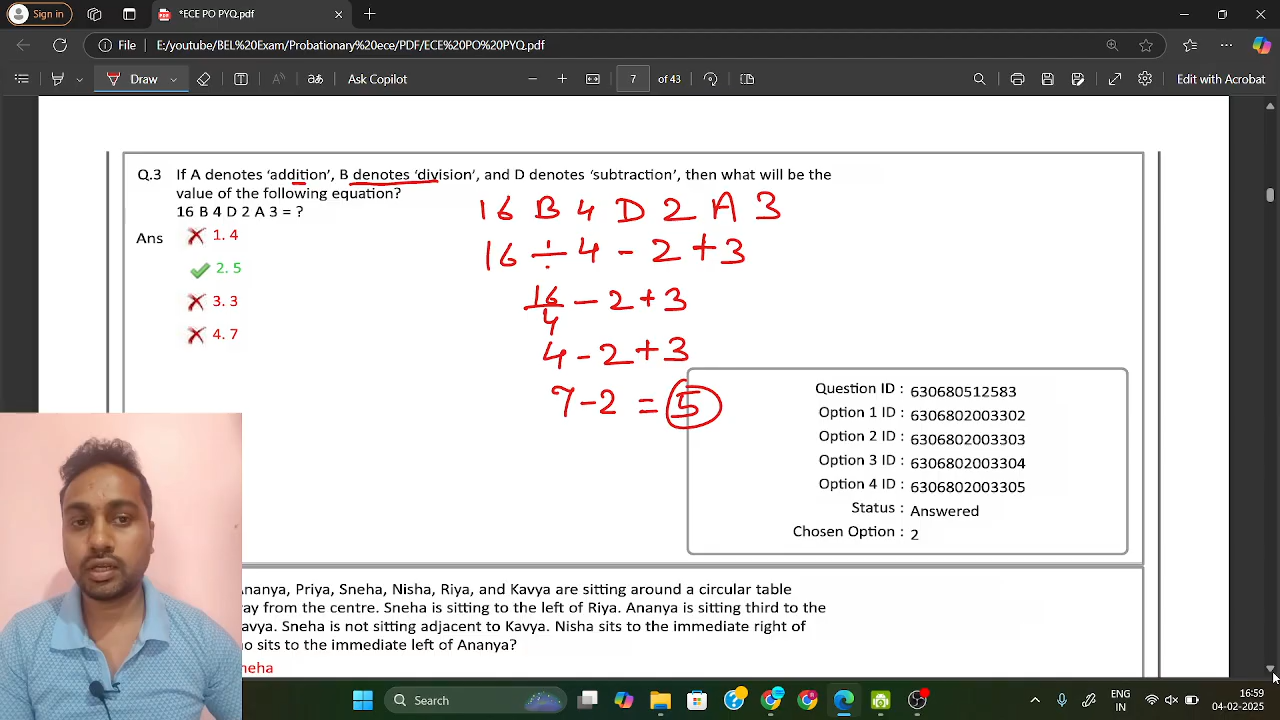 Sign in
*ECE PO PYQ.pdf
File E:/youtube/BEL%20Exam/Probationary%20ece/PDF/ECE%20PO%20PYQ.pdf
Draw
Ask Copilot
7 of 43
Edit with Acrobat
Q.3 If A denotes ‘addition’, B denotes ‘division’, and D denotes ‘subtraction’, then what will be the
value of the following equation?
16 B 4 D 2 A 3 = ?
Ans 1. 4
2. 5
3. 3
4. 7
16 B 4 D 2 A 3
16 ÷ 4 - 2 + 3
16/4 - 2 + 3
4 - 2 + 3
7 - 2 = 5
Question ID : 630680512583
Option 1 ID : 6306802003302
Option 2 ID : 6306802003303
Option 3 ID : 6306802003304
Option 4 ID : 6306802003305
Status : Answered
Chosen Option : 2
Ananya, Priya, Sneha, Nisha, Riya, and Kavya are sitting around a circular table
away from the centre. Sneha is sitting to the left of Riya. Ananya is sitting third to the
Kavya. Sneha is not sitting adjacent to Kavya. Nisha sits to the immediate right of
sits to the immediate left of Ananya?
Sneha
Search
ENG
IN
16:59
04-02-2025